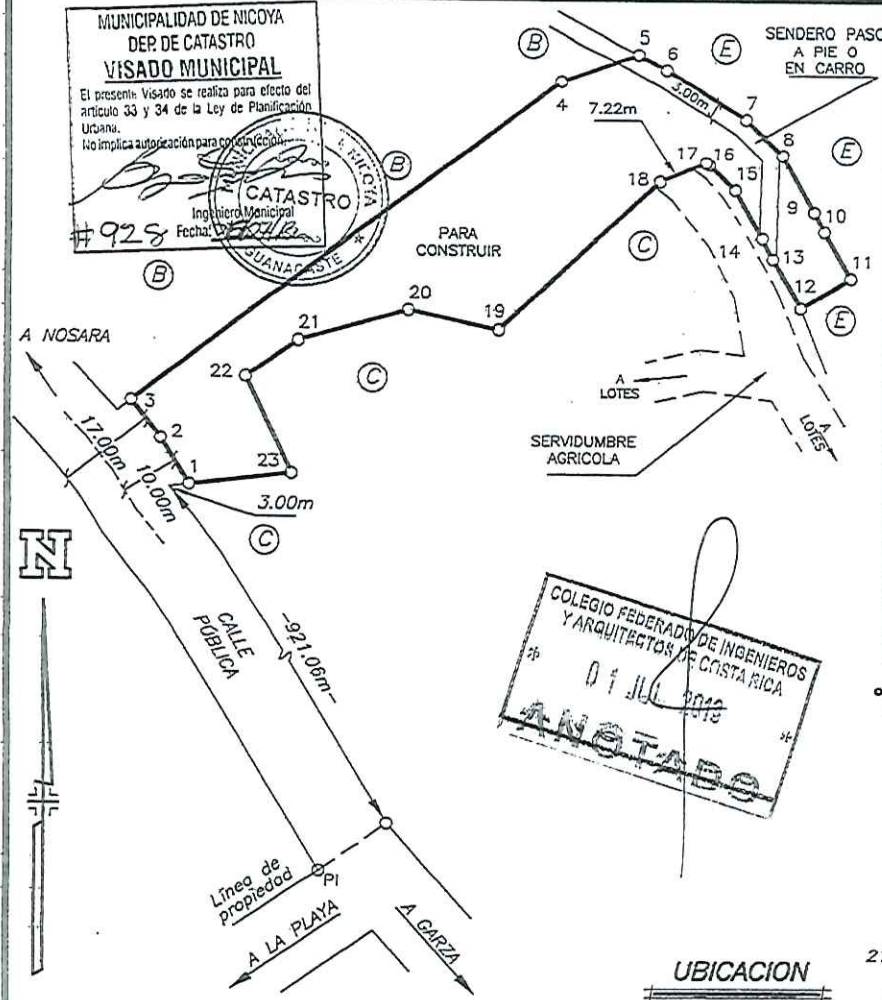 MUNICIPALIDAD DE NICOYA
DEP. DE CATASTRO
VISADO MUNICIPAL
El presente Visado se realiza para efecto del
artículo 33 y 34 de la Ley de Planificación
Urbana.
No implica autorización para construcción.
CATASTRO
GUANACASTE
Ingeniero Municipal
# 928
Fecha:
B
4
5
6
E
SENDERO PASO
A PIE O
EN CARRO
3.00m
7
8
E
7.22m
B
18
17
16
15
9
10
PARA
CONSTRUIR
C
14
13
11
12
E
B
20
19
21
22
C
A NOSARA
A
LOTES
A
LOTES
3
2
1
23
17.00m
10.00m
3.00m
SERVIDUMBRE
AGRICOLA
C
N
CALLE
PÚBLICA
-921.06m-
COLEGIO FEDERADO DE INGENIEROS
Y ARQUITECTOS DE COSTA RICA
01 JUL 2013
ANOTADO
Línea de
propiedad
PI
A LA PLAYA
A GARZA
UBICACION